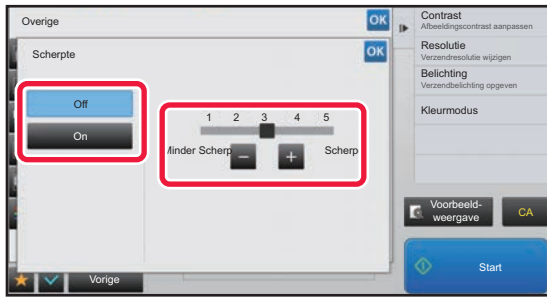 Overige
OK
Scherpte
OK
Off
On
1 2 3 4 5
Minder Scherp
Scherp
Vorige
Contrast
Afbeeldingscontrast aanpassen
Resolutie
Verzendresolutie wijzigen
Belichting
Verzendbelichting opgeven
Kleurmodus
Voorbeeld-
weergave
CA
Start